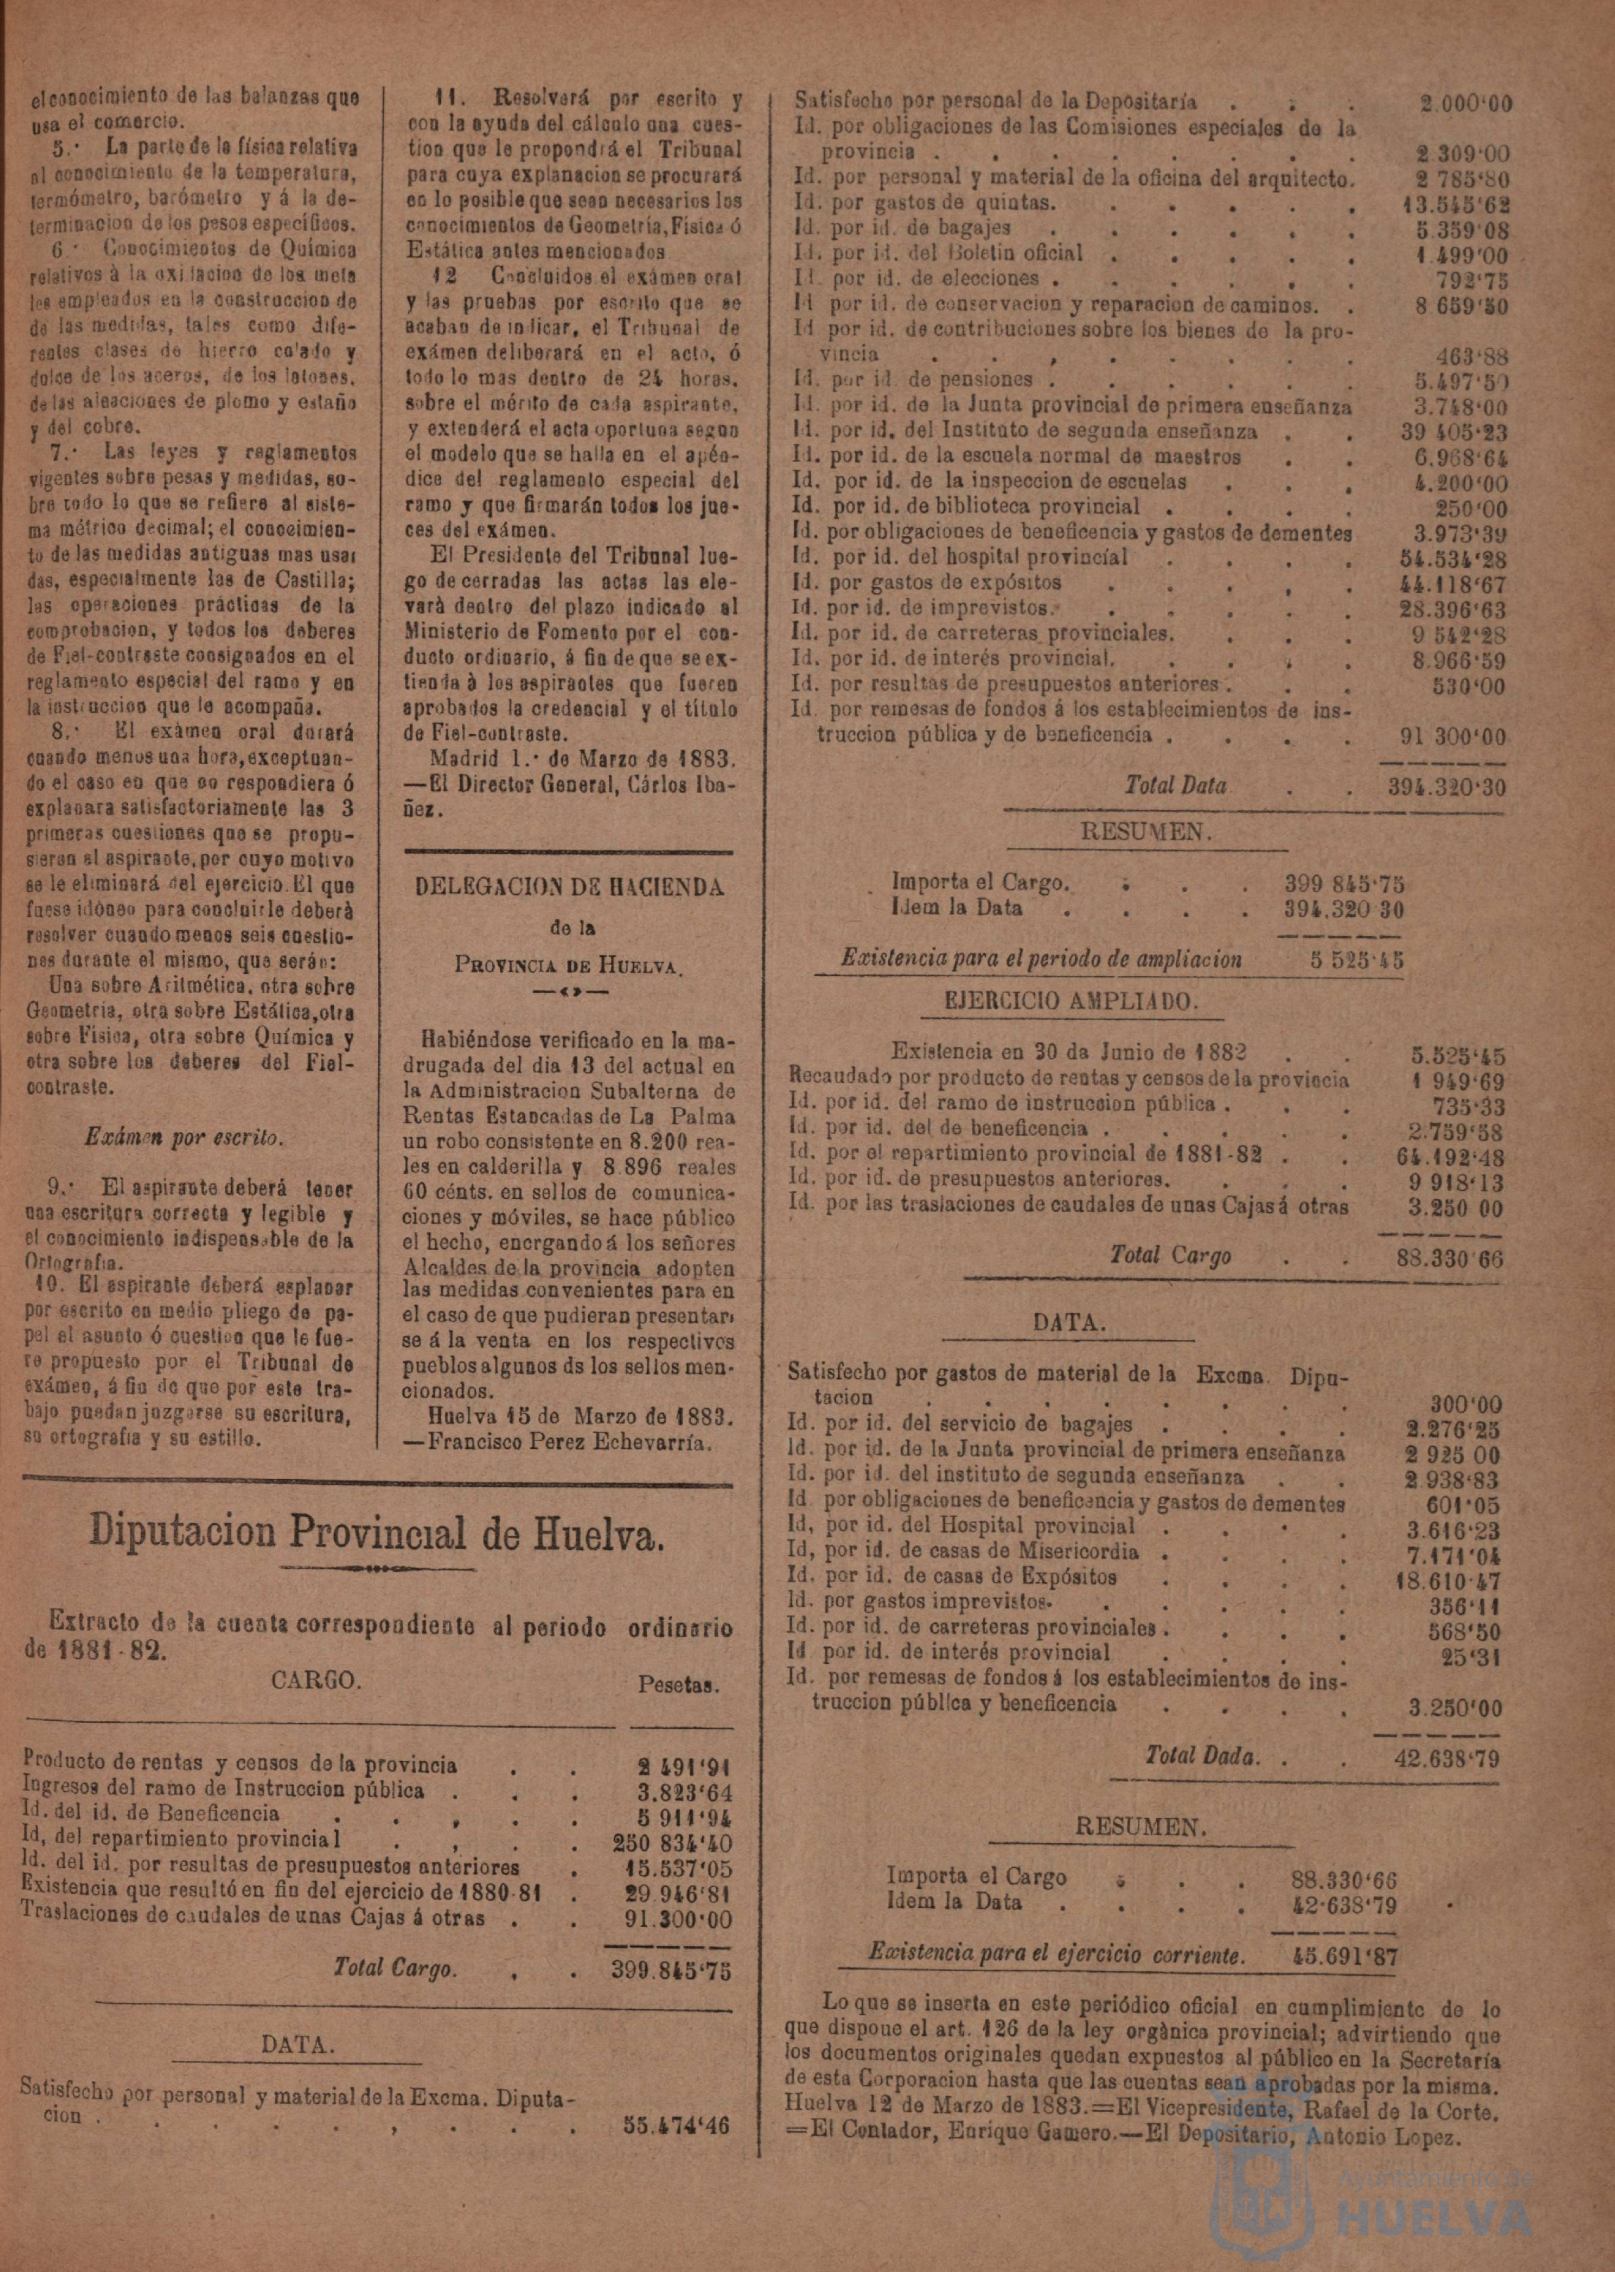 el conocimiento de las balanzas que
usa el comercio.
5.ª La parte de la física relativa
al conocimiento de la temperatura,
termómetro, barómetro y á la de-
terminacion de los pesos específicos.
6.ª Conocimientos de Química
relativos à la oxilacion de los meta
les empleados en la construccion de
de las medidas, tales como dife-
rentes clases de hierro colado y
dolce de los aceros, de los latones,
de las aleaciones de plomo y estaño
y del cobre.
7.ª Las leyes y reglamentos
vigentes sobre pesas y medidas, so-
bre todo lo que se refiere al siste-
ma métrico decimal; el conocimien-
to de las medidas antiguas mas usar
das, especialmente las de Castilla;
las operaciones prácticas de la
comprobacion, y todos los deberes
de Fiel-contraste consignados en el
reglamento especial del ramo y en
la instruccion que le acompaña.
8.ª El exàmen oral durará
cuando menos una hora, exceptuan-
do el caso en que no respondiera ó
explanara satisfactoriamente las 3
primeras cuestiones que se propu-
sieran al aspirante, por cuyo motivo
se le eliminará del ejercicio. El que
fuese idóneo para concluirle deberà
resolver cuando menos seis cuestio-
nes durante el mismo, que serán:
Una sobre Aritmética, otra sobre
Geometria, otra sobre Estática, otra
sobre Fisica, otra sobre Química y
otra sobre los deberes del Fiel-
contraste.
Exámen por escrito.
9.ª El aspirante deberá tener
una escritura correcta y legible y
el conocimiento indispensable de la
Ortografia.
10. El aspirante deberá esplanar
por escrito en medio pliego de pa-
pel el asunto ó cuestion que le fue-
re propuesto por el Tribunal de
exámen, á fin de que por este tra-
bajo puedan juzgarse su escritura,
su ortografia y su estillo.
11. Resolverá por escrito y
con la ayuda del cálculo una cues-
tion que le propondrá el Tribunal
para cuya explanacion se procurará
en lo posible que sean necesarios los
conocimientos de Geometría, Física ó
Estática antes mencionados
12 Concluidos el exámen oral
y las pruebas por escrito que se
acaban de indicar, el Tribunal de
exámen deliberará en el acto, ó
todo lo mas dentro de 24 horas,
sobre el mérito de cada aspirante,
y extenderá el acta oportuna segun
el modelo que se halla en el apén-
dice del reglamento especial del
ramo y que firmarán todos los jue-
ces del exámen.
El Presidente del Tribunal lue-
go de cerradas las actas las ele-
varà dentro del plazo indicado al
Ministerio de Fomento por el con-
ducto ordinario, á fin de que se ex-
tienda à los aspirantes que fueren
aprobados la credencial y el título
de Fiel-contraste.
Madrid 1.º de Marzo de 1883.
—El Director General, Cárlos Iba-
ñez.
DELEGACION DE HACIENDA
de la
PROVINCIA DE HUELVA.
Habiéndose verificado en la ma-
drugada del dia 13 del actual en
la Administracion Subalterna de
Rentas Estancadas de La Palma
un robo consistente en 8.200 rea-
les en calderilla y 8.896 reales
60 cénts. en sellos de comunica-
ciones y móviles, se hace público
el hecho, energando á los señores
Alcaldes de la provincia adopten
las medidas convenientes para en
el caso de que pudieran presentar
se á la venta en los respectivos
pueblos algunos ds los sellos men-
cionados.
Huelva 15 de Marzo de 1883.
—Francisco Perez Echevarría.
Diputacion Provincial de Huelva.
Extracto de la cuenta correspondiente al periodo ordinario
de 1881-82.
CARGO. Pesetas.
Producto de rentas y censos de la provincia . . 2 491‘91
Ingresos del ramo de Instruccion pública . . . 3.823‘64
Id. del id. de Beneficencia . . , . . 5 911‘94
Id, del repartimiento provincial . , . . 250 834‘40
Id. del id. por resultas de presupuestos anteriores . 15.537‘05
Existencia que resultó en fin del ejercicio de 1880-81 . 29.946‘81
Traslaciones de caudales de unas Cajas á otras . . 91.300‘00
Total Cargo. . . 399.845‘75
DATA.
Satisfecho por personal y material de la Excma. Diputa-
cion . . . . , . . . 55.474‘46
Satisfecho por personal de la Depositaría . . . 2.000‘00
Id. por obligaciones de las Comisiones especiales de la
provincia . . . . . . . 2 309‘00
Id. por personal y material de la oficina del arquitecto. 2 785‘80
Id. por gastos de quintas. . . . . . 13.545‘62
Id. por id. de bagajes . . . . . . 5.359‘08
Id. por id. del Boletin oficial . . . . . 1.499‘00
Id. por id. de elecciones . . . . . . 792‘75
Id por id. de conservacion y reparacion de caminos. . 8 659‘50
Id por id. de contribuciones sobre los bienes de la pro-
vincia . . , . . . . . 463‘88
Id. por id. de pensiones . . . . . . 5.497‘50
Id. por id. de la Junta provincial de primera enseñanza 3.748‘00
Id. por id. del Instituto de segunda enseñanza . . 39 405‘23
Id. por id. de la escuela normal de maestros . . 6.968‘64
Id. por id. de la inspeccion de escuelas . . . 4.200‘00
Id. por id. de biblioteca provincial . . . . 250‘00
Id. por obligaciones de beneficencia y gastos de dementes 3.973‘39
Id. por id. del hospital provincial . . . . 54.534‘28
Id. por gastos de expósitos . . . , . 44.118‘67
Id. por id. de imprevistos. . . . . . 28.396‘63
Id. por id. de carreteras provinciales. . . . 9 542‘28
Id. por id. de interés provincial. . . . . 8.966‘59
Id. por resultas de presupuestos anteriores . . . 530‘00
Id. por remesas de fondos á los establecimientos de ins-
truccion pública y de beneficencia . . . . 91 300‘00
Total Data . . 394.320‘30
RESUMEN.
Importa el Cargo. . . . 399 845‘75
Idem la Data . . . . 394.320 30
Existencia para el periodo de ampliacion 5 525‘45
EJERCICIO AMPLIADO.
Existencia en 30 da Junio de 1882 . . 5.525‘45
Recaudado por producto de rentas y censos de la provincia 1 949‘69
Id. por id. del ramo de instruccion pública . . . 735‘33
Id. por id. del de beneficencia . . . . . 2.759‘58
Id. por el repartimiento provincial de 1881-82 . . 64.192‘48
Id. por id. de presupuestos anteriores. . . . 9 918‘13
Id. por las traslaciones de caudales de unas Cajas á otras 3.250 00
Total Cargo . . 88.330‘66
DATA.
Satisfecho por gastos de material de la Excma. Dipu-
tacion . . . . . . . . 300‘00
Id. por id. del servicio de bagajes . . . . 2.276‘25
Id. por id. de la Junta provincial de primera enseñanza 2 925 00
Id. por id. del instituto de segunda enseñanza . . 2 938‘83
Id por obligaciones de beneficencia y gastos de dementes 601‘05
Id, por id. del Hospital provincial . . . . 3.616‘23
Id, por id. de casas de Misericordia . . . . 7.171‘04
Id. por id. de casas de Expósitos . . . . 18.610‘47
Id. por gastos imprevistos. . . . . . 356‘11
Id. por id. de carreteras provinciales . . . . 568‘50
Id por id. de interés provincial . . . . 25‘31
Id. por remesas de fondos á los establecimientos de ins-
truccion pública y beneficencia . . . . 3.250‘00
Total Dada. . . 42.638‘79
RESUMEN.
Importa el Cargo . . . 88.330‘66
Idem la Data . . . . 42·638‘79
Existencia para el ejercicio corriente. 45.691‘87
Lo que se inserta en este periódico oficial en cumplimiento de lo
que dispone el art. 126 de la ley orgànica provincial; advirtiendo que
los documentos originales quedan expuestos al público en la Secretaría
de esta Corporacion hasta que las cuentas sean aprobadas por la misma.
Huelva 12 de Marzo de 1883.=El Vicepresidente, Rafael de la Corte.
=El Contador, Enrique Gamero.—El Depositario, Antonio Lopez.
Ayuntamiento de
HUELVA